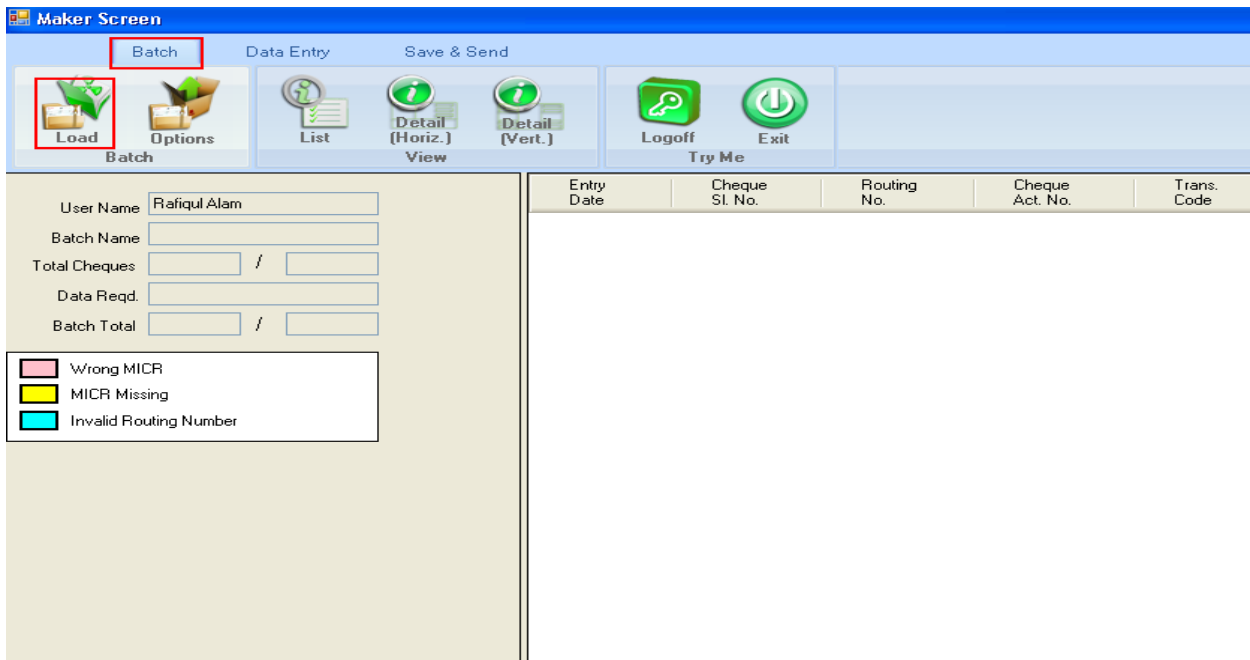 Maker Screen
Batch Data Entry Save & Send
Load Options List Detail (Horiz.) Detail (Vert.) Logoff Exit
Batch View Try Me
User Name Rafiqul Alam
Batch Name
Total Cheques /
Data Reqd.
Batch Total /
Wrong MICR
MICR Missing
Invalid Routing Number
Entry Date Cheque Sl. No. Routing No. Cheque Act. No. Trans. Code